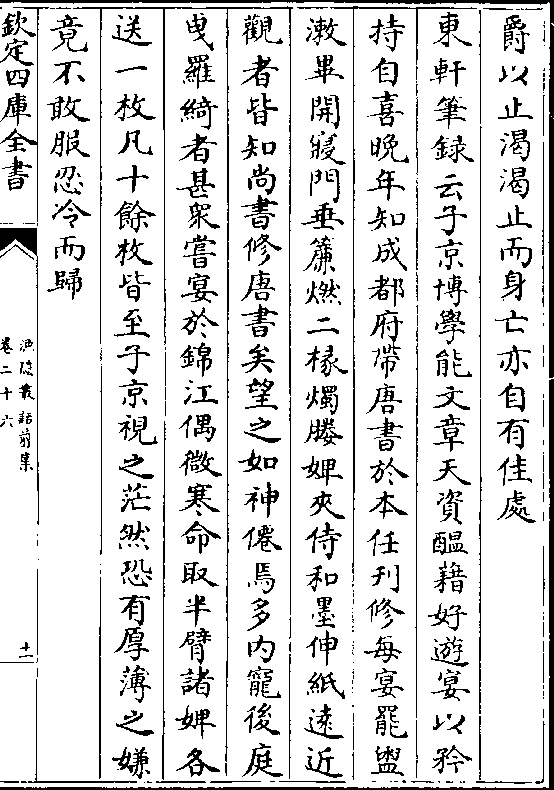 爵以止渴渴止而身亡亦自有佳處
東軒筆録云子京博學能文章天資醖藉好遊宴以矜
持自喜晚年知成都府帶唐書於本任刋修每宴罷盥
漱畢開寢門垂簾燃二椽燭媵婢夾侍和墨伸紙逺近
觀者皆知尚書修唐書矣望之如神僊焉多内寵後庭
曵羅綺者甚衆嘗宴於錦江偶微寒命取半臂諸婢各
送一枚凡十餘枚皆至子京視之茫然恐有厚薄之嫌
竟不敢服忍冷而歸
欽定四庫全書
漁隱叢話前集
卷二十六
十一